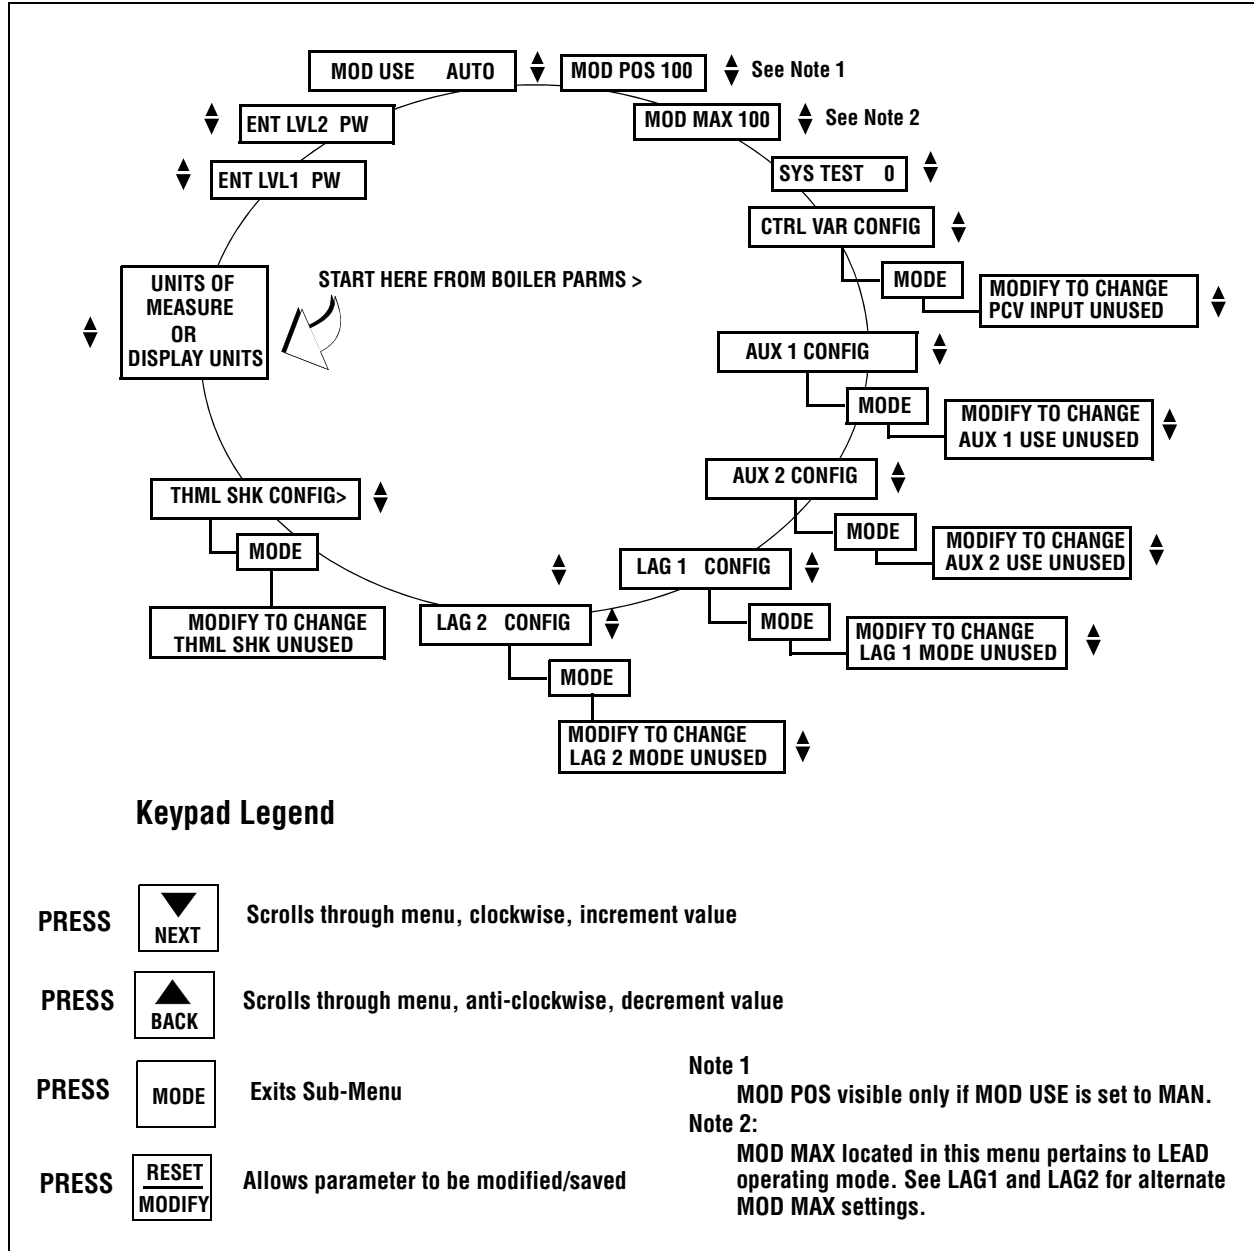 MOD USE AUTO
MOD POS 100
See Note 1
ENT LVL2 PW
MOD MAX 100
See Note 2
ENT LVL1 PW
SYS TEST 0
CTRL VAR CONFIG
MODE
MODIFY TO CHANGE
PCV INPUT UNUSED
UNITS OF
MEASURE
OR
DISPLAY UNITS
START HERE FROM BOILER PARMS >
AUX 1 CONFIG
MODE
MODIFY TO CHANGE
AUX 1 USE UNUSED
AUX 2 CONFIG
MODE
MODIFY TO CHANGE
AUX 2 USE UNUSED
THML SHK CONFIG>
MODE
MODIFY TO CHANGE
THML SHK UNUSED
LAG 1 CONFIG
MODE
MODIFY TO CHANGE
LAG 1 MODE UNUSED
LAG 2 CONFIG
MODE
MODIFY TO CHANGE
LAG 2 MODE UNUSED
Keypad Legend
PRESS
NEXT
Scrolls through menu, clockwise, increment value
PRESS
BACK
Scrolls through menu, anti-clockwise, decrement value
PRESS
MODE
Exits Sub-Menu
PRESS
RESET
MODIFY
Allows parameter to be modified/saved
Note 1
MOD POS visible only if MOD USE is set to MAN.
Note 2:
MOD MAX located in this menu pertains to LEAD
operating mode. See LAG1 and LAG2 for alternate
MOD MAX settings.